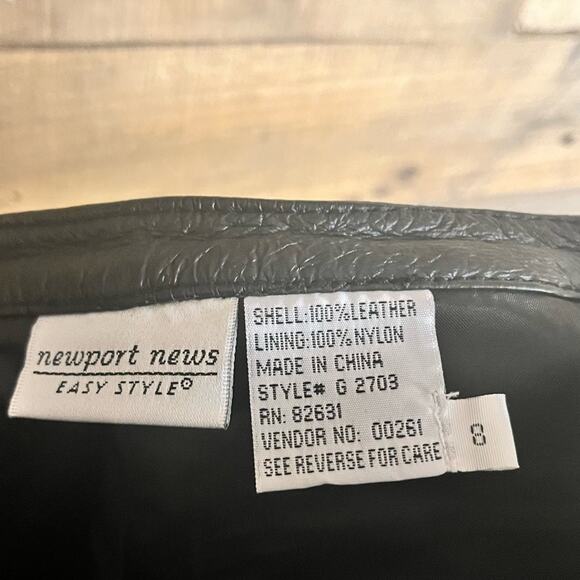 newport news
EASY STYLE®
SHELL:100%LEATHER
LINING:100%NYLON
MADE IN CHINA
STYLE# G 2703
RN: 82631
VENDOR NO: 00261
SEE REVERSE FOR CARE
8